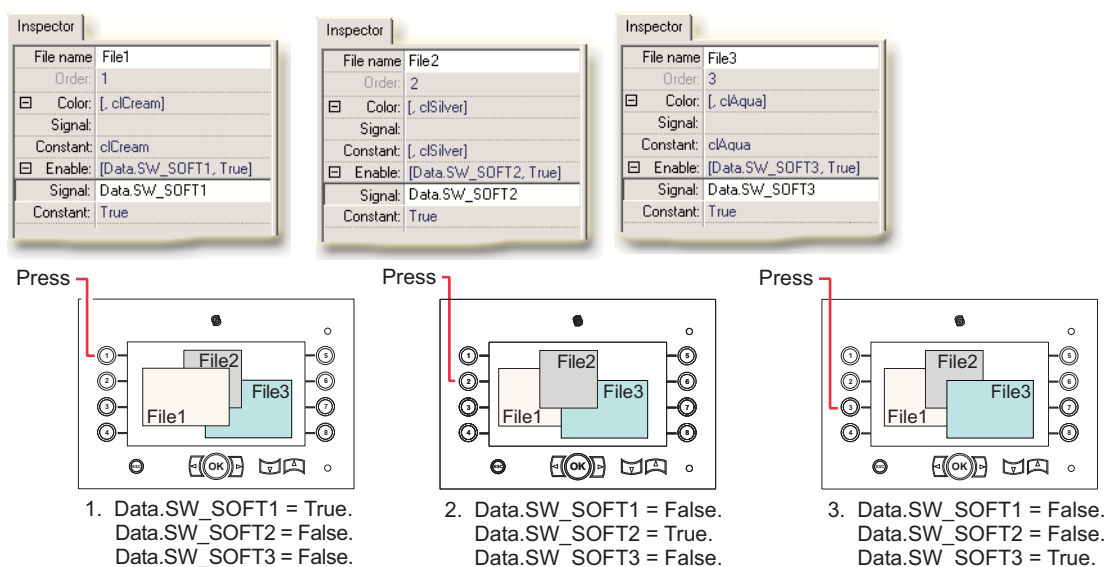 Inspector
File name File1
Order: 1
Color: [, clCream]
Signal:
Constant: clCream
Enable: [Data.SW_SOFT1, True]
Signal: Data.SW_SOFT1
Constant: True
Inspector
File name File2
Order: 2
Color: [, clSilver]
Signal:
Constant: [, clSilver]
Enable: [Data.SW_SOFT2, True]
Signal: Data.SW_SOFT2
Constant: True
Inspector
File name File3
Order: 3
Color: [, clAqua]
Signal:
Constant: clAqua
Enable: [Data.SW_SOFT3, True]
Signal: Data.SW_SOFT3
Constant: True
Press
1
2
3
4
5
6
7
8
File2
File3
File1
ESC
OK
1. Data.SW_SOFT1 = True.
Data.SW_SOFT2 = False.
Data.SW_SOFT3 = False.
Press
1
2
3
4
5
6
7
8
File2
File3
File1
ESC
OK
2. Data.SW_SOFT1 = False.
Data.SW_SOFT2 = True.
Data.SW_SOFT3 = False.
Press
1
2
3
4
5
6
7
8
File2
File3
File1
ESC
OK
3. Data.SW_SOFT1 = False.
Data.SW_SOFT2 = False.
Data.SW_SOFT3 = True.